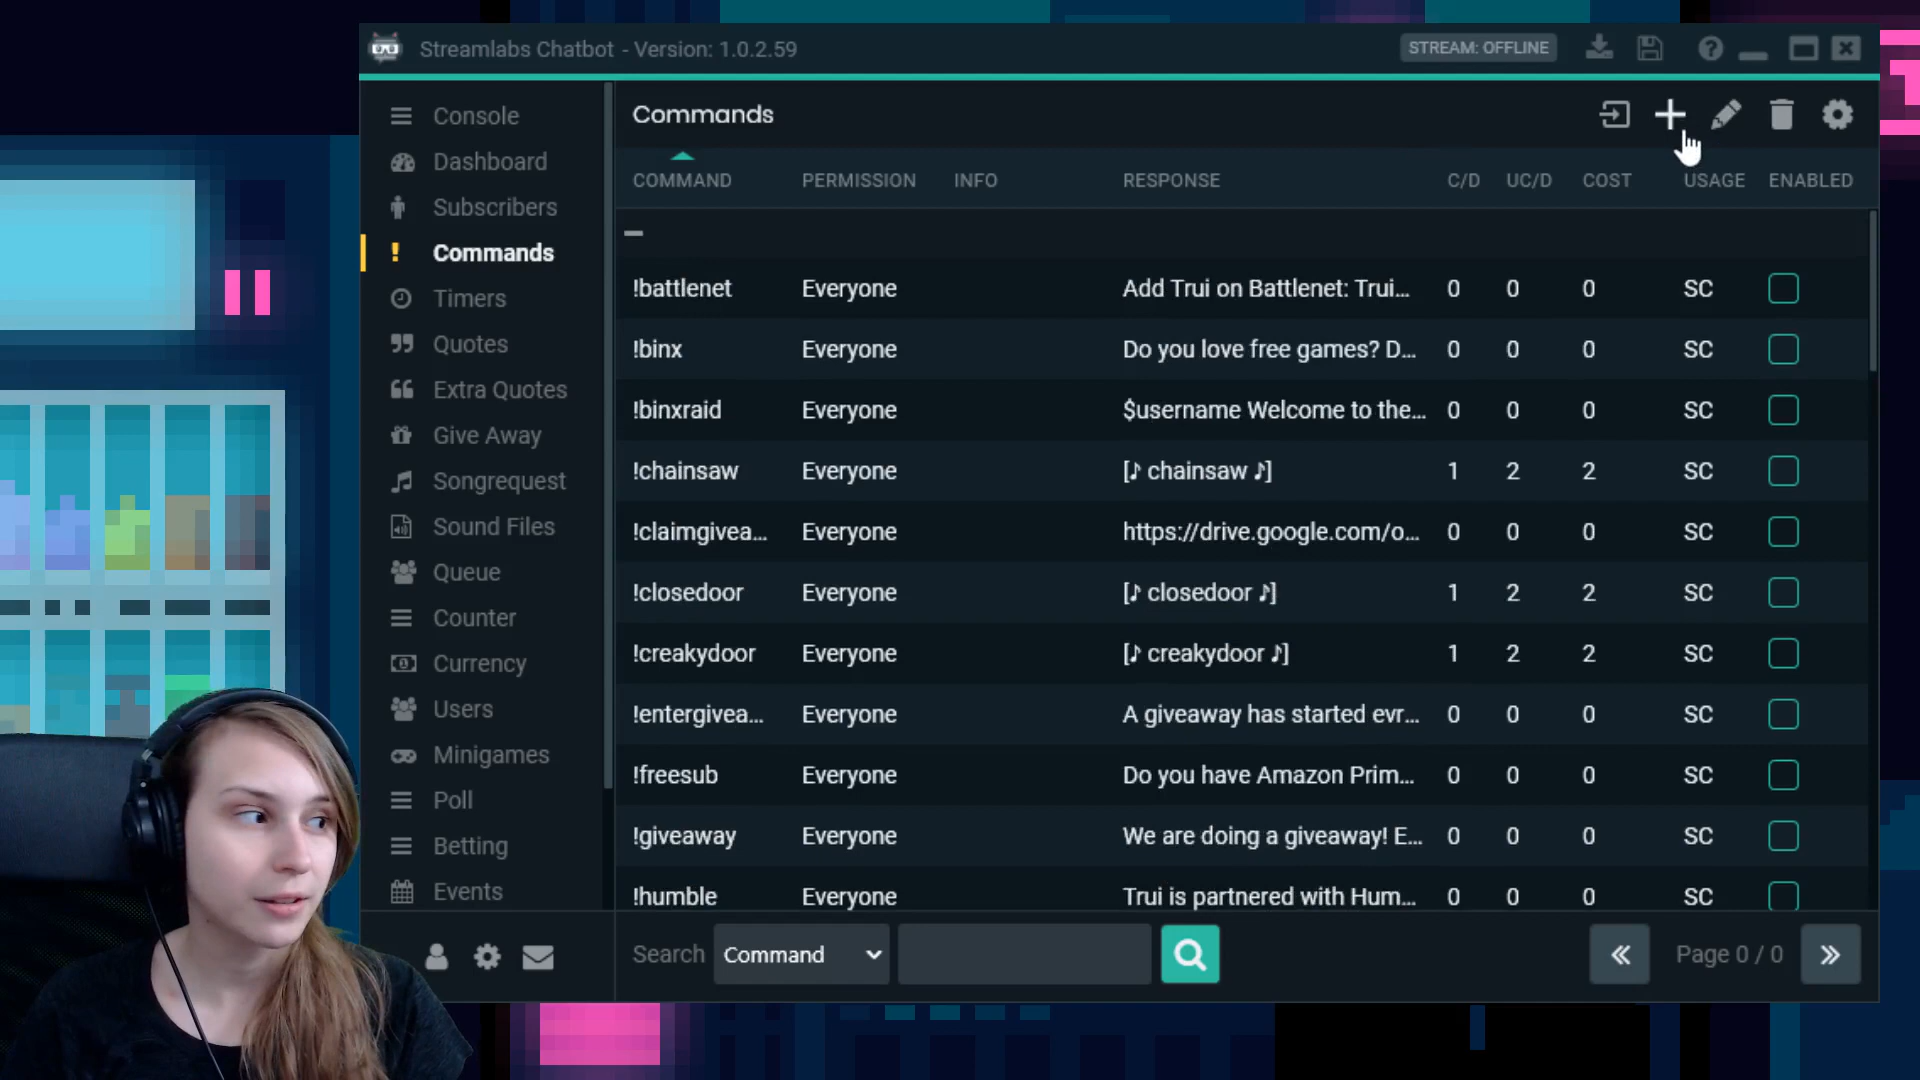 Streamlabs Chatbot - Version: 1.0.2.59
STREAM: OFFLINE
Console
Dashboard
Subscribers
! Commands
Timers
Quotes
Extra Quotes
Give Away
Songrequest
Sound Files
Queue
Counter
Currency
Users
Minigames
Poll
Betting
Events
Commands
COMMAND PERMISSION INFO RESPONSE C/D UC/D COST USAGE ENABLED
!battlenet Everyone Add Trui on Battlenet: Trui... 0 0 0 SC
!binx Everyone Do you love free games? D... 0 0 0 SC
!binxraid Everyone $username Welcome to the... 0 0 0 SC
!chainsaw Everyone [♪ chainsaw ♪] 1 2 2 SC
!claimgivea... Everyone https://drive.google.com/o... 0 0 0 SC
!closedoor Everyone [♪ closedoor ♪] 1 2 2 SC
!creakydoor Everyone [♪ creakydoor ♪] 1 2 2 SC
!entergivea... Everyone A giveaway has started evr... 0 0 0 SC
!freesub Everyone Do you have Amazon Prim... 0 0 0 SC
!giveaway Everyone We are doing a giveaway! E... 0 0 0 SC
!humble Everyone Trui is partnered with Hum... 0 0 0 SC
Search Command Page 0 / 0